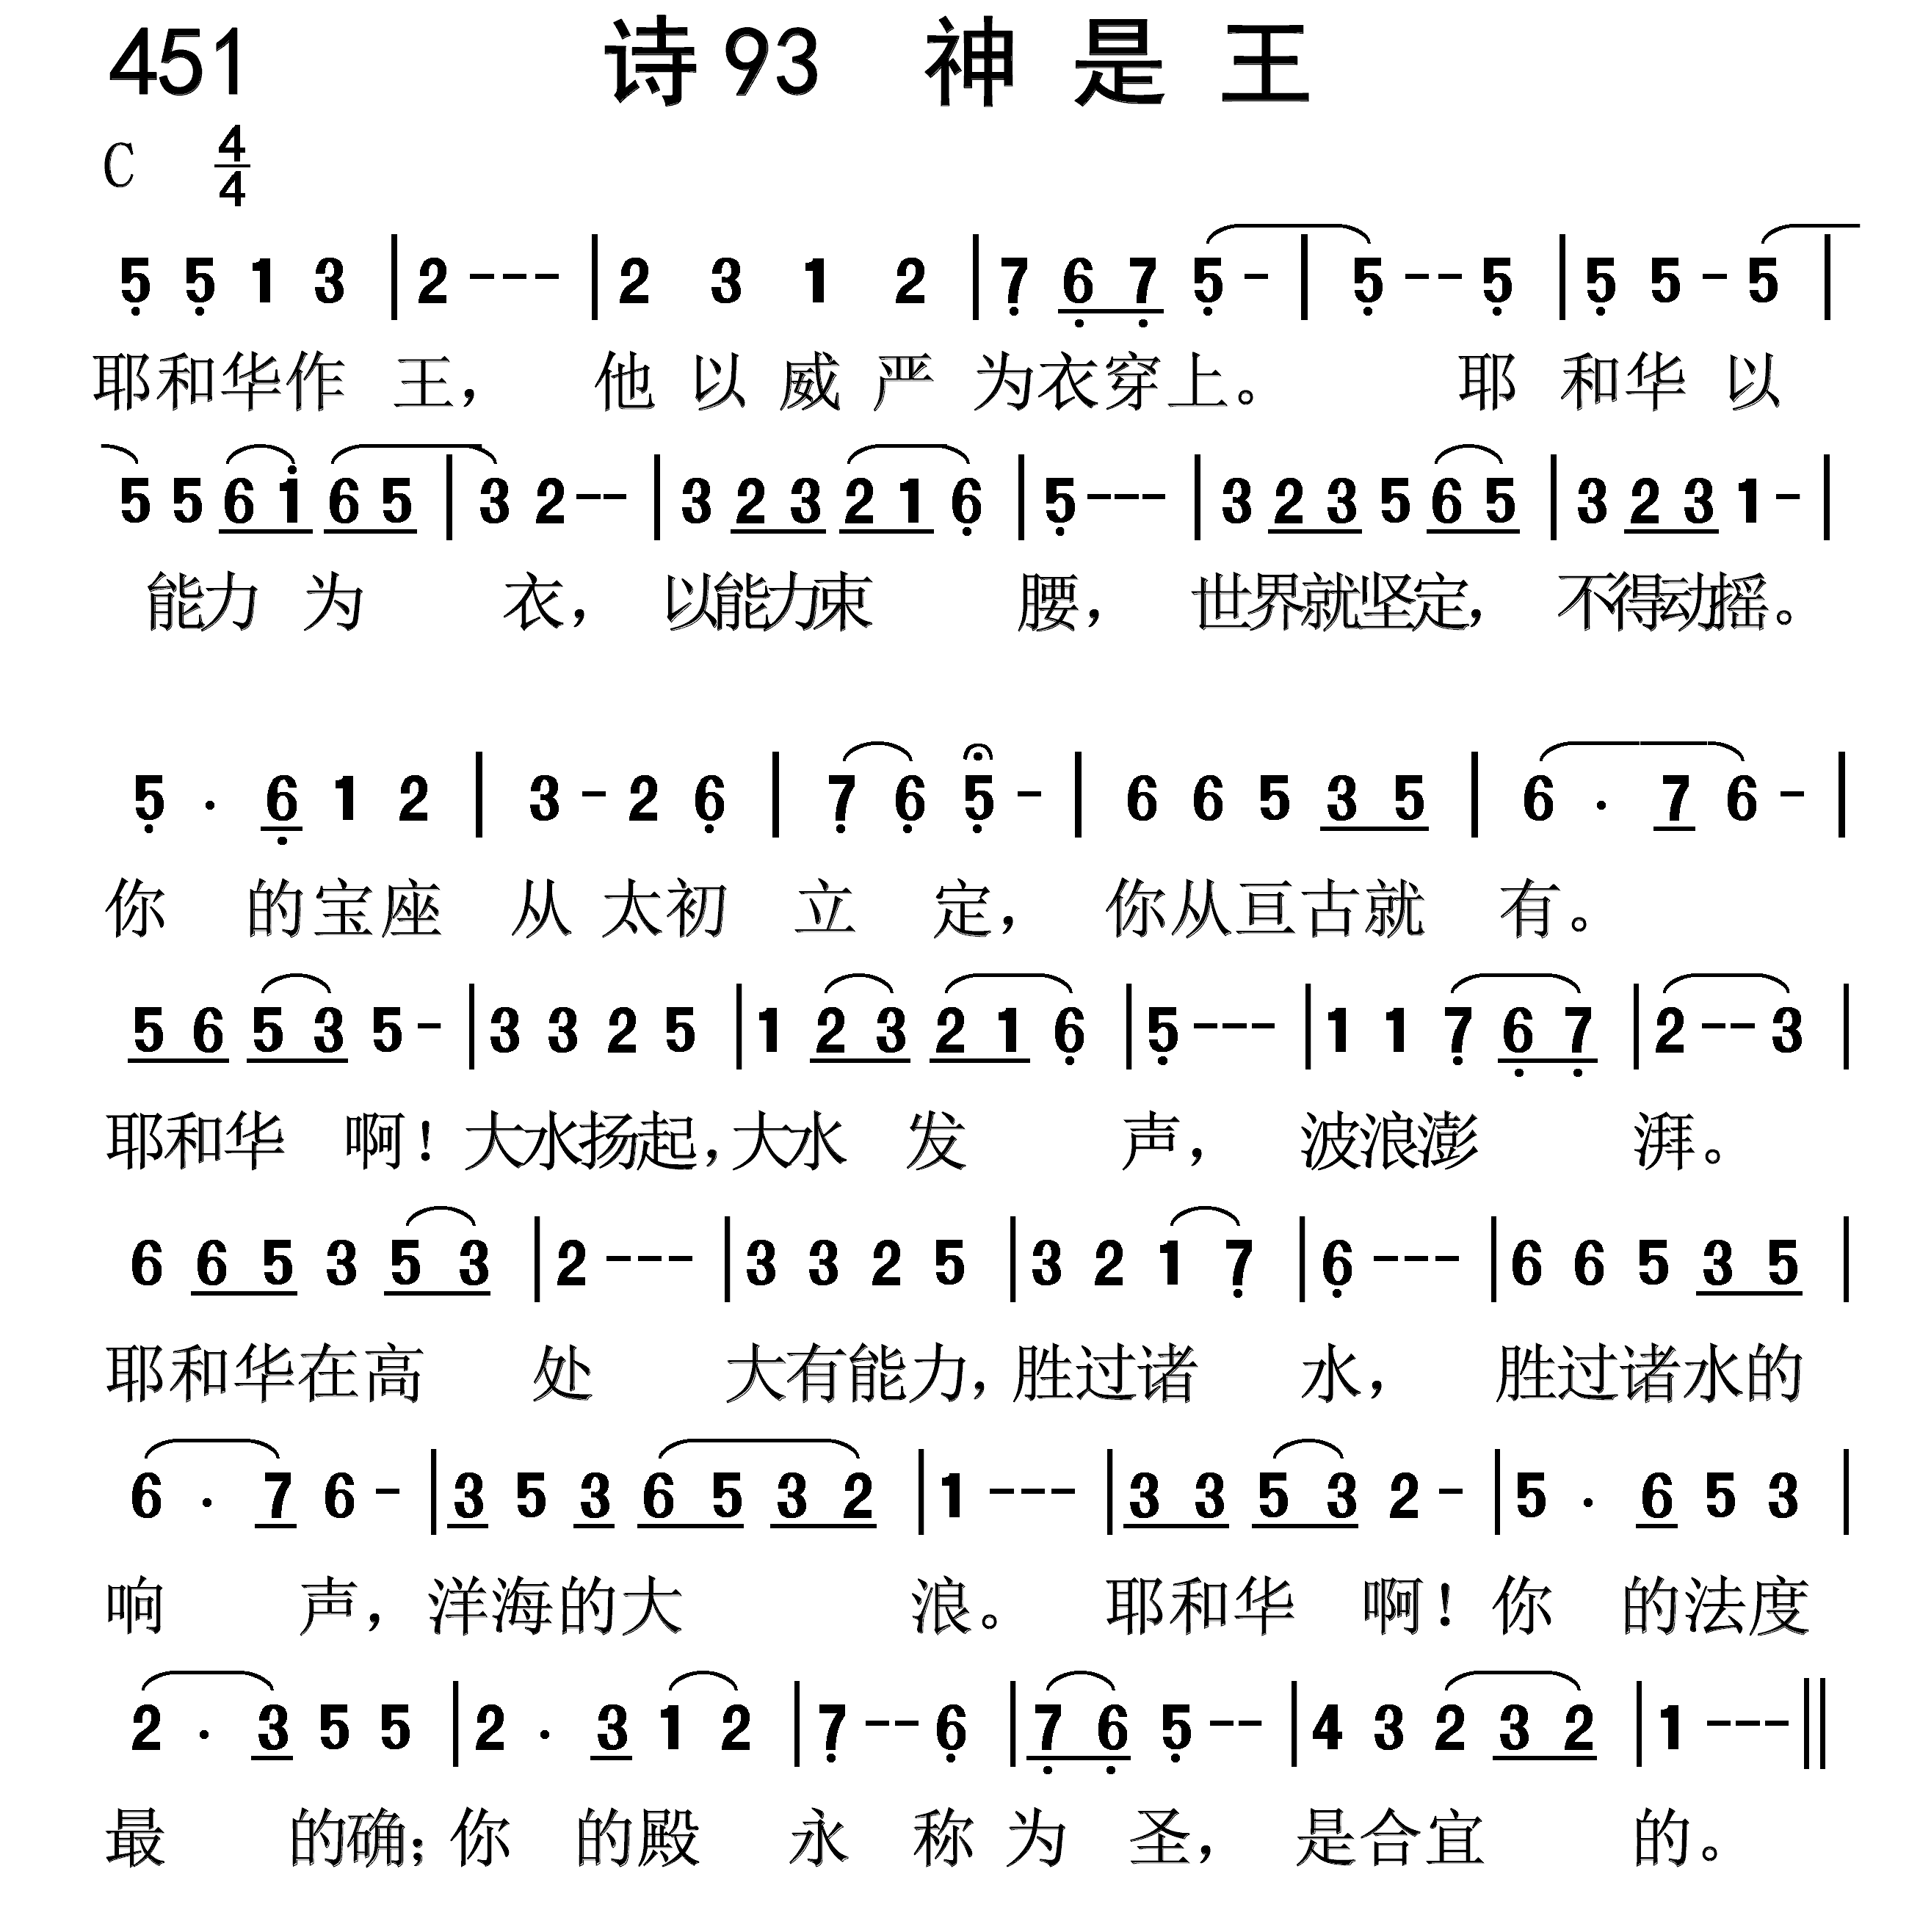 451 诗93 神是王
C 4/4
5 5 1 3 | 2 - - - | 2 3 1 2 | 7 6 7 5 - | 5 - - 5 | 5 5 - 5 |
耶和华作 王， 他以威严 为衣穿上。 耶 和华以
5 5 6 1 6 5 | 3 2 - - | 3 2 3 2 1 6 | 5 - - - | 3 2 3 5 6 5 | 3 2 3 1 - |
能力 为 衣， 以能力束 腰， 世界就坚定， 不得动摇。
5 . 6 1 2 | 3 - 2 6 | 7 6 5 - | 6 6 5 3 5 | 6 . 7 6 - |
你 的宝座 从 太初 立 定， 你从亘古就 有。
5 6 5 3 5 - | 3 3 2 5 | 1 2 3 2 1 6 | 5 - - - | 1 1 7 6 7 | 2 - - 3 |
耶和华 啊！大水扬起，大水 发 声， 波浪澎 湃。
6 6 5 3 5 3 | 2 - - - | 3 3 2 5 | 3 2 1 7 | 6 - - - | 6 6 5 3 5 |
耶和华在高 处 大有能力，胜过诸 水， 胜过诸水的
6 . 7 6 - | 3 5 3 6 5 3 2 | 1 - - - | 3 3 5 3 2 - | 5 . 6 5 3 |
响 声，洋海的大 浪。 耶和华 啊！你 的法度
2 . 3 5 5 | 2 . 3 1 2 | 7 - - 6 | 7 6 5 - - | 4 3 2 3 2 | 1 - - - ||
最 的确；你 的殿 永 称 为 圣， 是合宜 的。